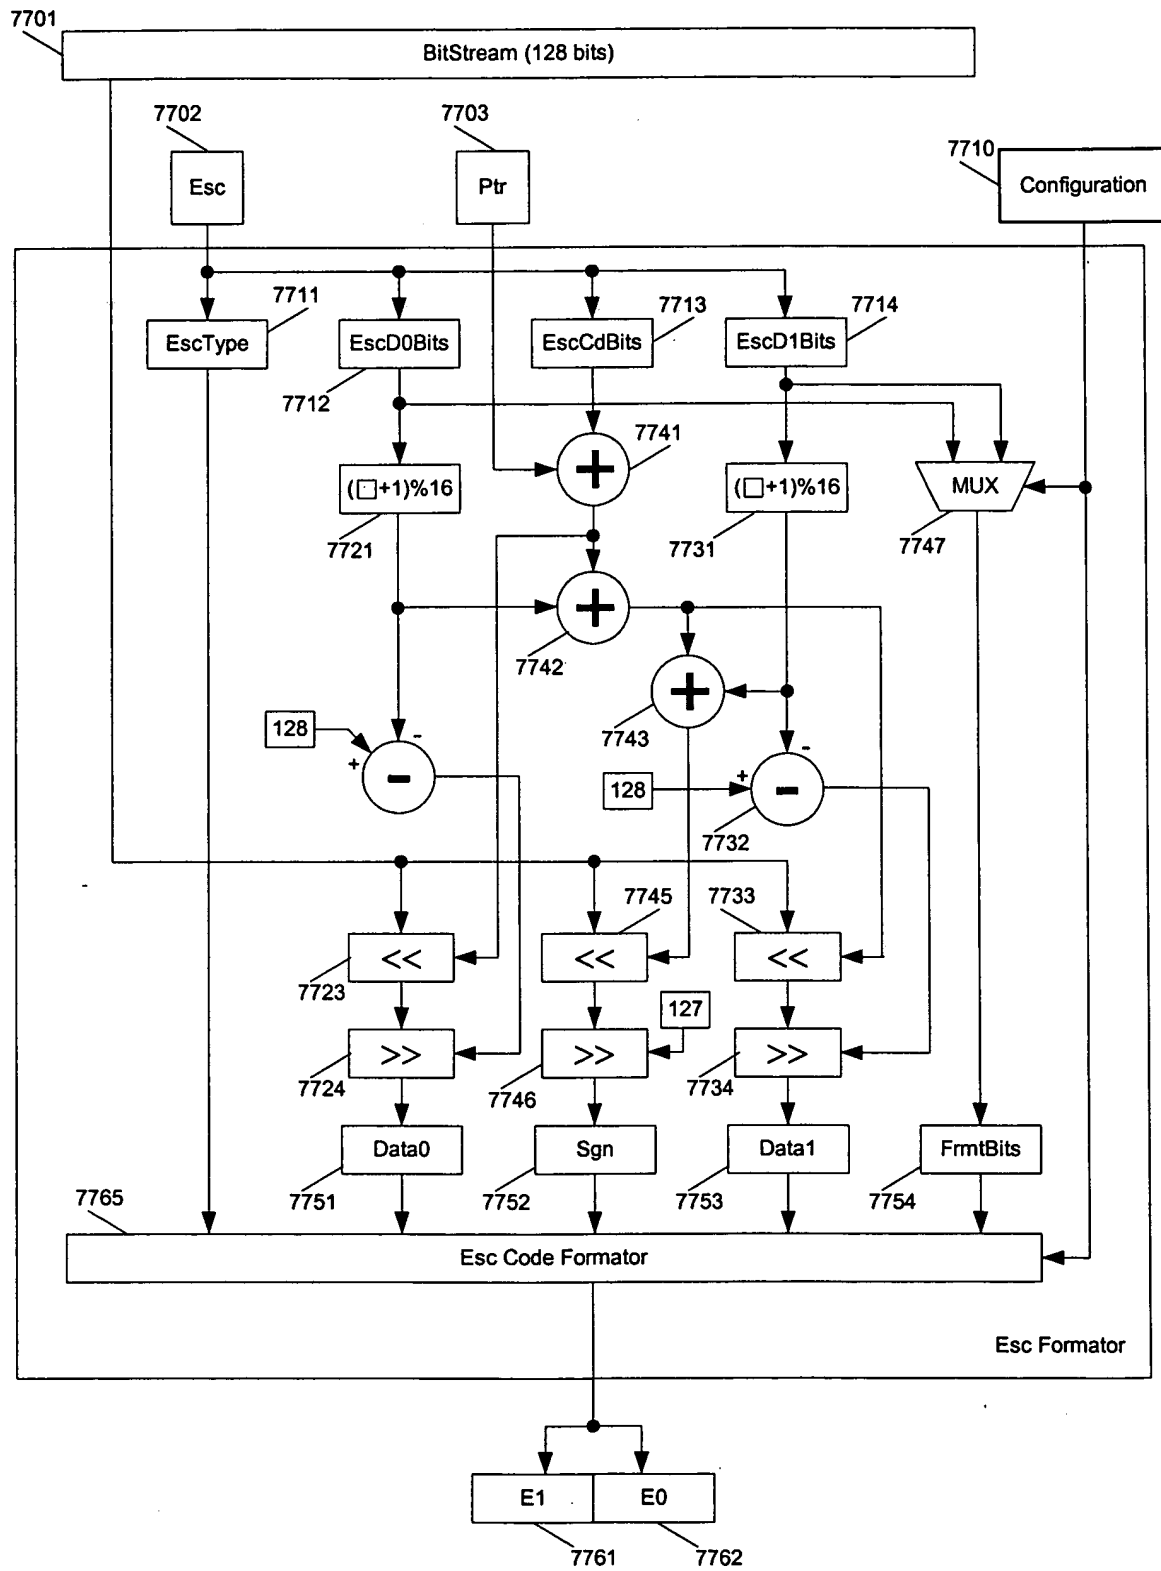 7701
BitStream (128 bits)
7702
7703
7710
Esc
Ptr
Configuration
7711
7713
7714
EscType
EscD0Bits
EscCdBits
EscD1Bits
7712
7741
(□+1)%16
+
(□+1)%16
MUX
7721
7731
7747
+
7742
+
7743
128
-
+
-
-
128
+
-
7732
7745
7733
<<
<<
<<
7723
127
>>
>>
>>
7724
7746
7734
Data0
Sgn
Data1
FrmtBits
7751
7752
7753
7754
7765
Esc Code Formator
Esc Formator
E1
E0
7761
7762